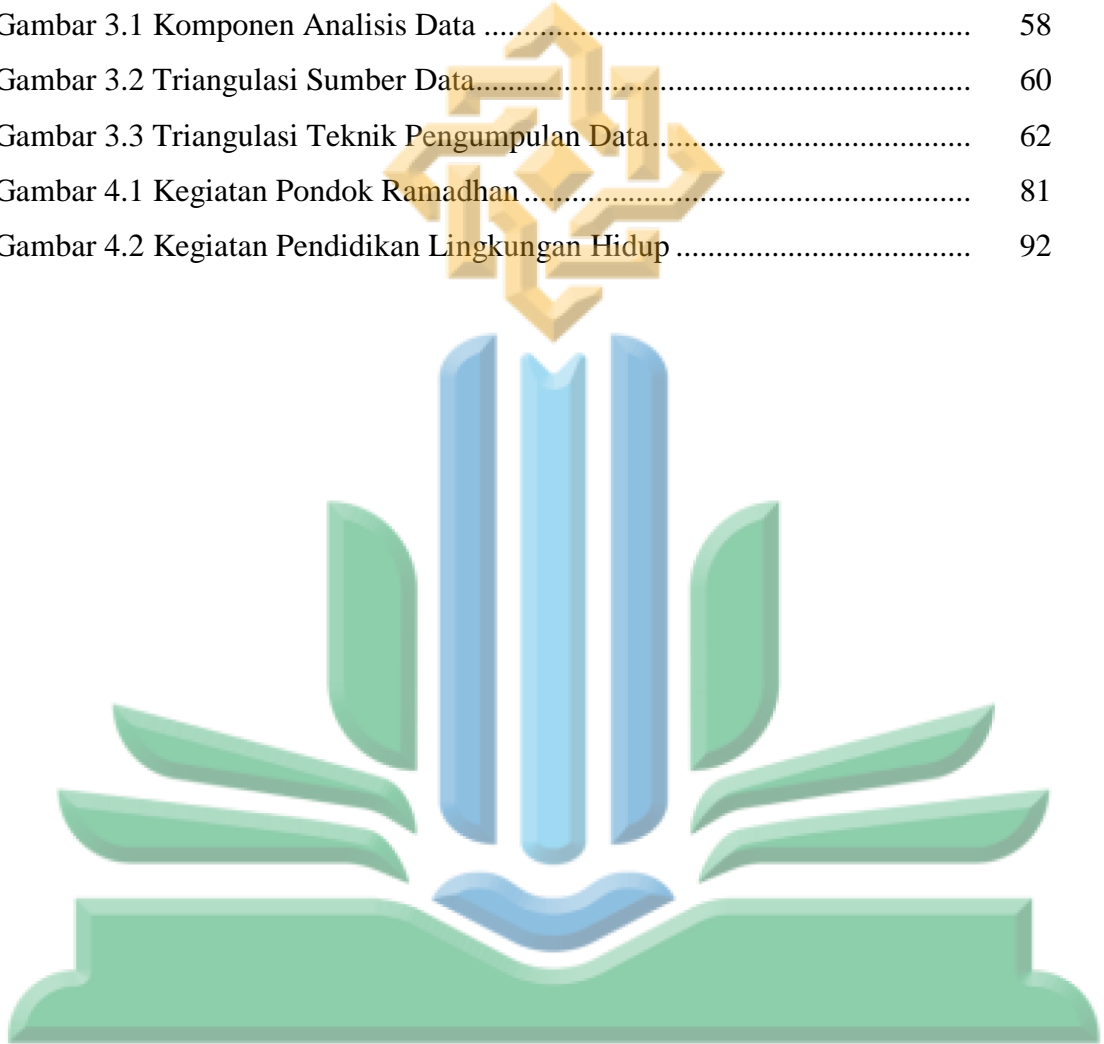 Gambar 3.1 Komponen Analisis Data ............................................................ 58
Gambar 3.2 Triangulasi Sumber Data............................................................. 60
Gambar 3.3 Triangulasi Teknik Pengumpulan Data....................................... 62
Gambar 4.1 Kegiatan Pondok Ramadhan ....................................................... 81
Gambar 4.2 Kegiatan Pendidikan Lingkungan Hidup .................................... 92